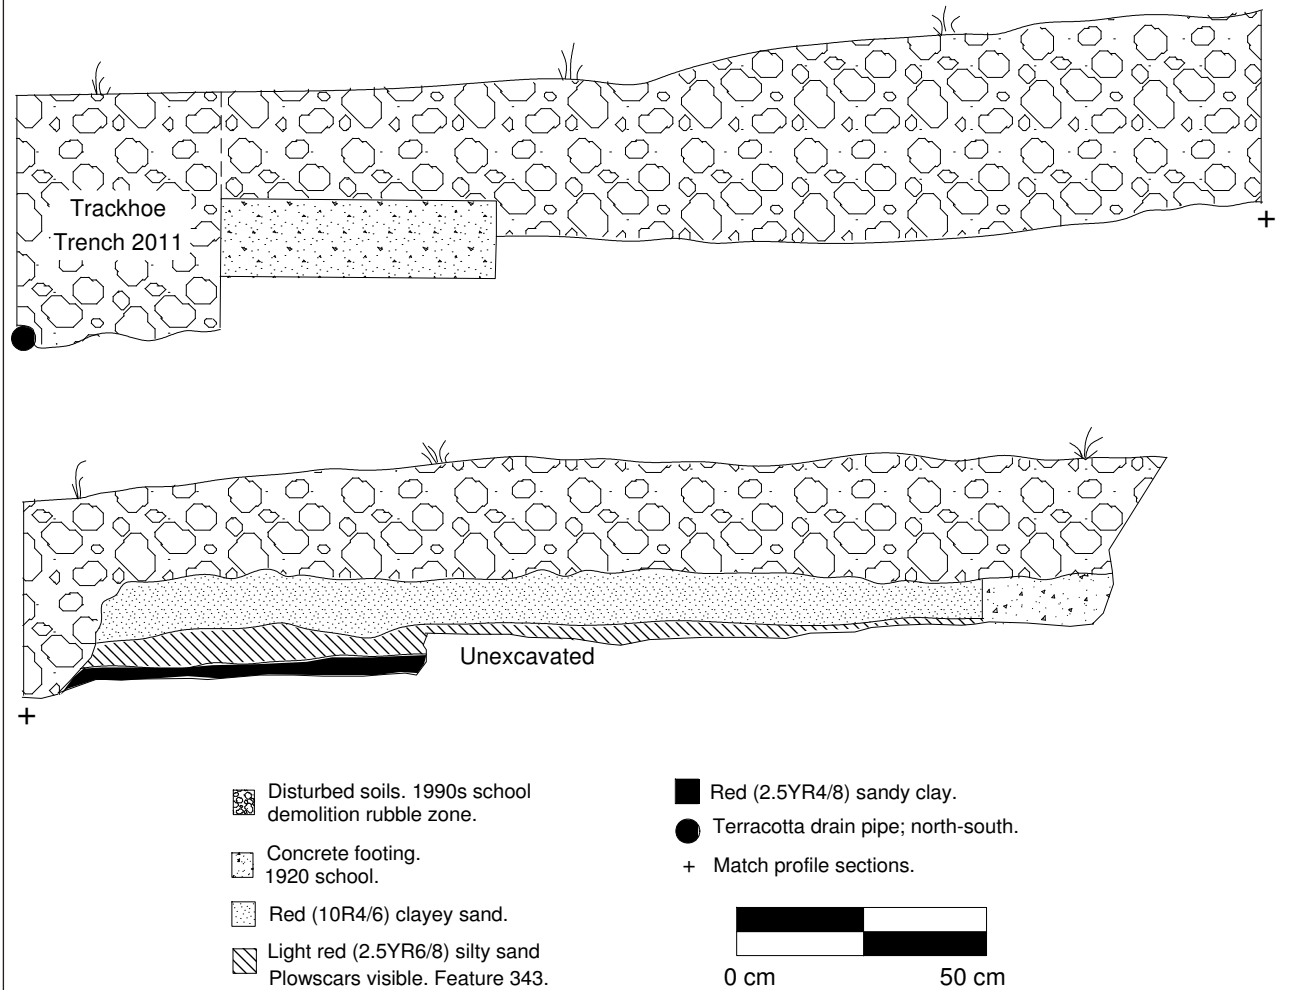 Trackhoe
Trench 2011
+
Unexcavated
+
Disturbed soils. 1990s school
demolition rubble zone.
Concrete footing.
1920 school.
Red (10R4/6) clayey sand.
Light red (2.5YR6/8) silty sand
Plowscars visible. Feature 343.
Red (2.5YR4/8) sandy clay.
Terracotta drain pipe; north-south.
+ Match profile sections.
0 cm 50 cm